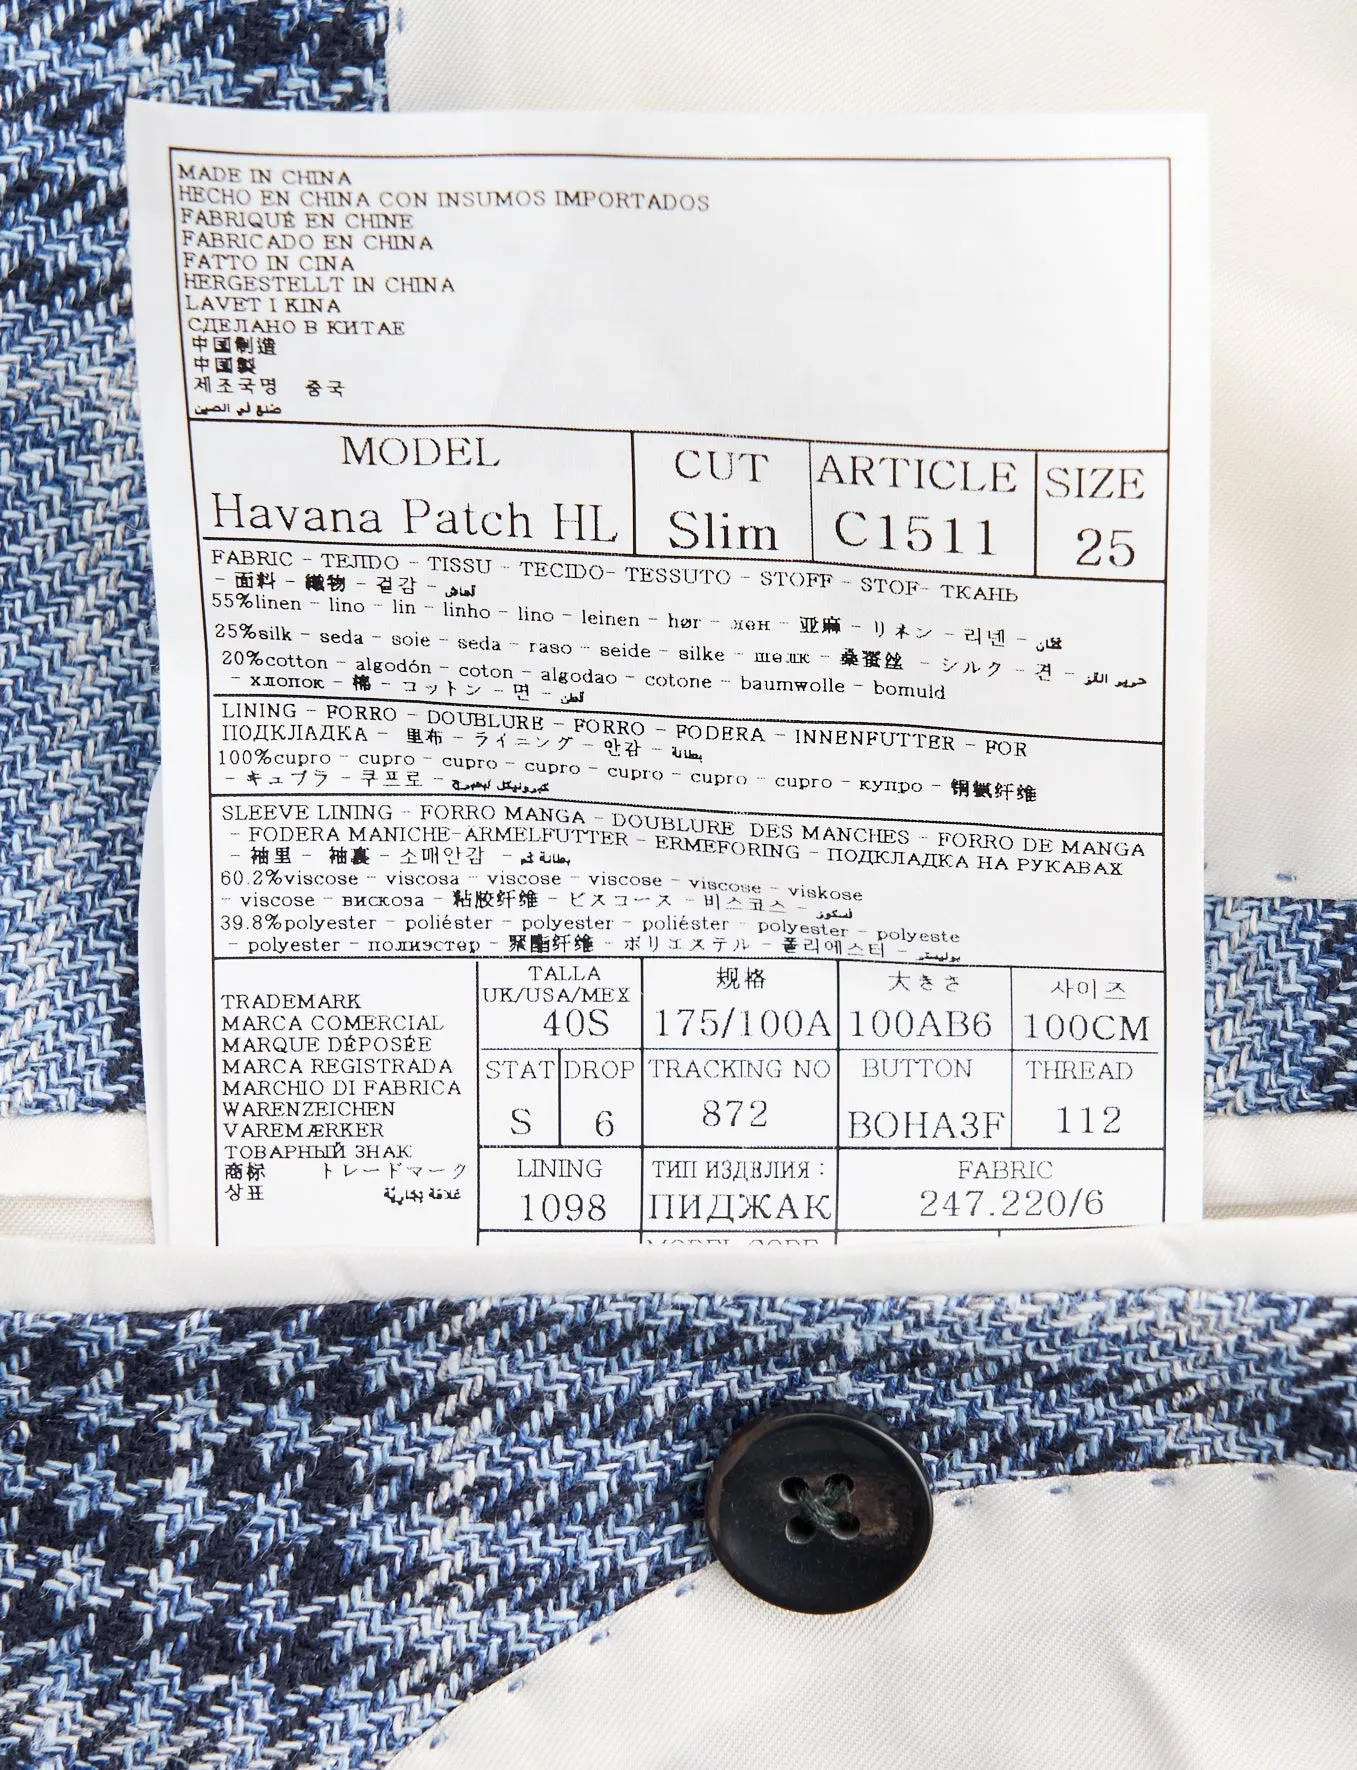 MADE IN CHINA
HECHO EN CHINA CON INSUMOS IMPORTADOS
FABRIQUÉ EN CHINE
FABRICADO EN CHINA
FATTO IN CINA
HERGESTELLT IN CHINA
LAVET I KINA
СДЕЛАНО В КИТАЕ
中国制造
中國製
제조국명 중국
صنع في الصين
MODEL
Havana Patch HL
CUT
Slim
ARTICLE
C1511
SIZE
25
FABRIC - TEJIDO - TISSU - TECIDO- TESSUTO - STOFF - STOF- ТКАНЬ
- 面料 - 織物 - 겉감 -
55%linen - lino - lin - linho - lino - leinen - hør - лен - 亚麻 - リネン - 리넨 - كتان
25%silk - seda - soie - seda - raso - seide - silke - шелк - 桑蚕丝 - シルク - 견 - حرير القز
20%cotton - algodón - coton - algodao - cotone - baumwolle - bomuld
- хлопок - 棉 - コットン - 면 - قطن
LINING - FORRO - DOUBLURE - FORRO - FODERA - INNENFUTTER - FOR
ПОДКЛАДКА - 里布 - ライニング - 안감 - بطانة
100%cupro - cupro - cupro - cupro - cupro - cupro - cupro - купро - 铜氨纤维
- キュプラ - 쿠프로 -
SLEEVE LINING - FORRO MANGA - DOUBLURE DES MANCHES - FORRO DE MANGA
- FODERA MANICHE-ARMELFUTTER - ERMEFORING - ПОДКЛАДКА НА РУКАВАХ
- 袖里 - 袖裏 - 소매안감 - بطانة كم
60.2%viscose - viscosa - viscose - viscose - viscose - viskose
- viscose - вискоза - 粘胶纤维 - ビスコース - 비스코스 -
39.8%polyester - poliéster - polyester - poliéster - polyester - polyeste
- polyester - полиэстер - 聚酯纤维 - ポリエステル - 폴리에스터 - بوليستر
TRADEMARK
MARCA COMERCIAL
MARQUE DÉPOSÉE
MARCA REGISTRADA
MARCHIO DI FABRICA
WARENZEICHEN
VAREMÆRKER
ТОВАРНЫЙ ЗНАК
商标 トレードマーク
상표 علامة تجارية
TALLA
UK/USA/MEX
40S
规格
175/100A
大きさ
100AB6
사이즈
100CM
STAT
S
DROP
6
TRACKING NO
872
BUTTON
BOHA3F
THREAD
112
LINING
1098
ТИП ИЗДЕЛИЯ:
ПИДЖАК
FABRIC
247.220/6